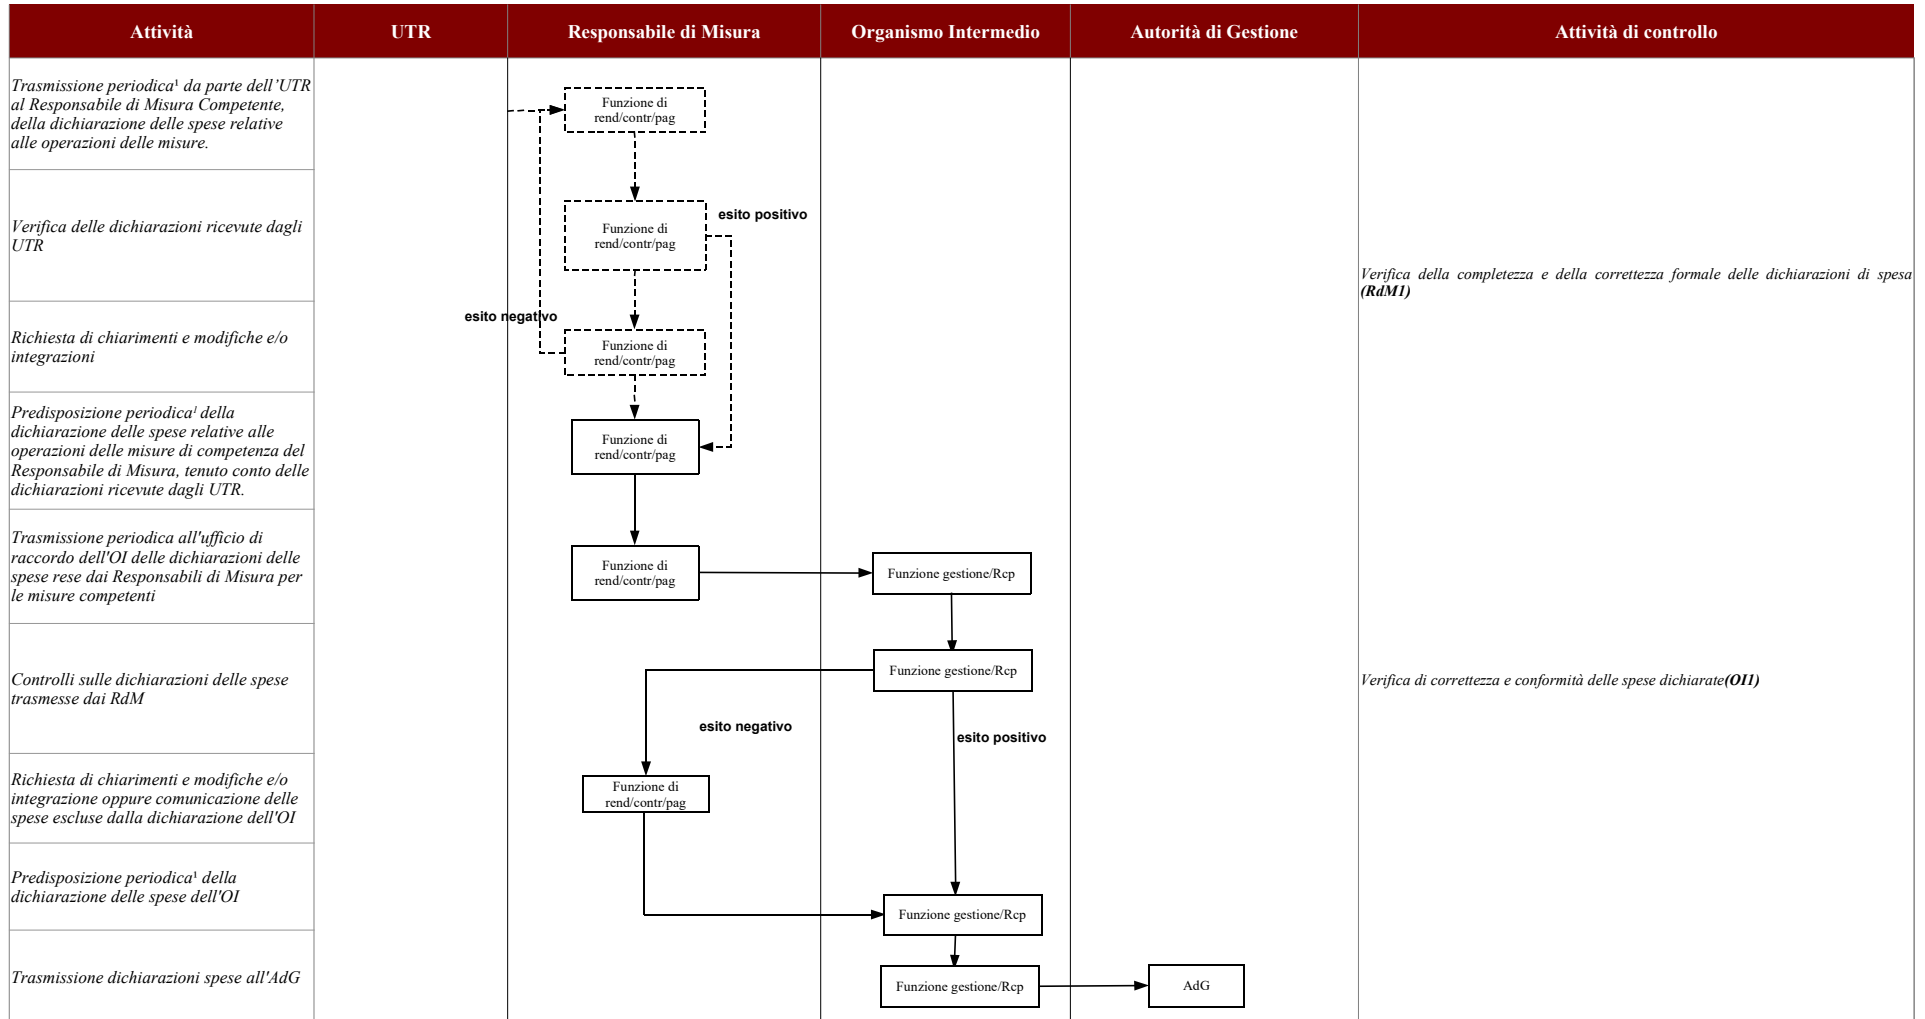 Attività
UTR
Responsabile di Misura
Organismo Intermedio
Autorità di Gestione
Attività di controllo
Trasmissione periodica¹ da parte dell'UTR
al Responsabile di Misura Competente,
della dichiarazione delle spese relative
alle operazioni delle misure.
Funzione di
rend/contr/pag
Verifica delle dichiarazioni ricevute dagli
UTR
Funzione di
rend/contr/pag
esito positivo
Verifica della completezza e della correttezza formale delle dichiarazioni di spesa
(RdM1)
esito negativo
Richiesta di chiarimenti e modifiche e/o
integrazioni
Funzione di
rend/contr/pag
Predisposizione periodica¹ della
dichiarazione delle spese relative alle
operazioni delle misure di competenza del
Responsabile di Misura, tenuto conto delle
dichiarazioni ricevute dagli UTR.
Funzione di
rend/contr/pag
Trasmissione periodica all'ufficio di
raccordo dell'OI delle dichiarazioni delle
spese rese dai Responsabili di Misura per
le misure competenti
Funzione di
rend/contr/pag
Funzione gestione/Rcp
Controlli sulle dichiarazioni delle spese
trasmesse dai RdM
Funzione gestione/Rcp
Verifica di correttezza e conformità delle spese dichiarate(OI1)
esito negativo
esito positivo
Richiesta di chiarimenti e modifiche e/o
integrazione oppure comunicazione delle
spese escluse dalla dichiarazione dell'OI
Funzione di
rend/contr/pag
Predisposizione periodica¹ della
dichiarazione delle spese dell'OI
Funzione gestione/Rcp
Trasmissione dichiarazioni spese all'AdG
Funzione gestione/Rcp
AdG